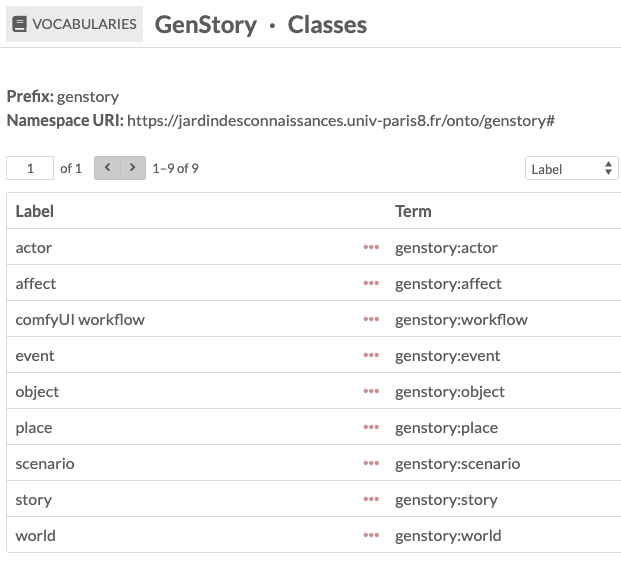 VOCABULARIES GenStory · Classes
Prefix: genstory
Namespace URI: https://jardindesconnaissances.univ-paris8.fr/onto/genstory#
1 of 1 < > 1–9 of 9 Label
Label Term
actor ••• genstory:actor
affect ••• genstory:affect
comfyUI workflow ••• genstory:workflow
event ••• genstory:event
object ••• genstory:object
place ••• genstory:place
scenario ••• genstory:scenario
story ••• genstory:story
world ••• genstory:world